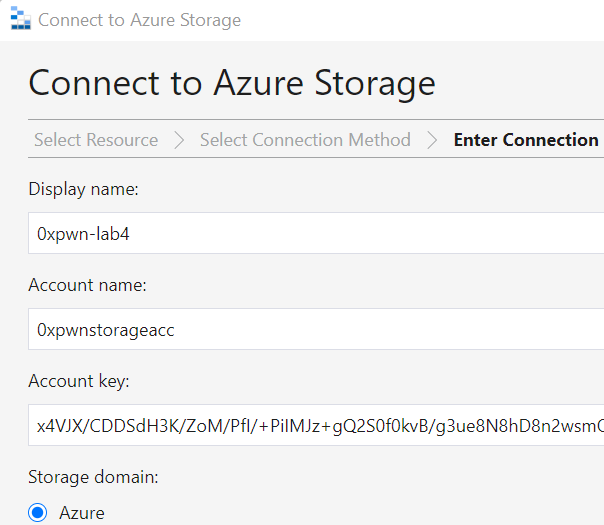 Connect to Azure Storage
Connect to Azure Storage
Select Resource > Select Connection Method > Enter Connection
Display name:
0xpwn-lab4
Account name:
0xpwnstorageacc
Account key:
x4VJX/CDDSdH3K/ZoM/PfI/+PiIMJz+gQ2S0f0kvB/g3ue8N8hD8n2wsm
Storage domain:
Azure